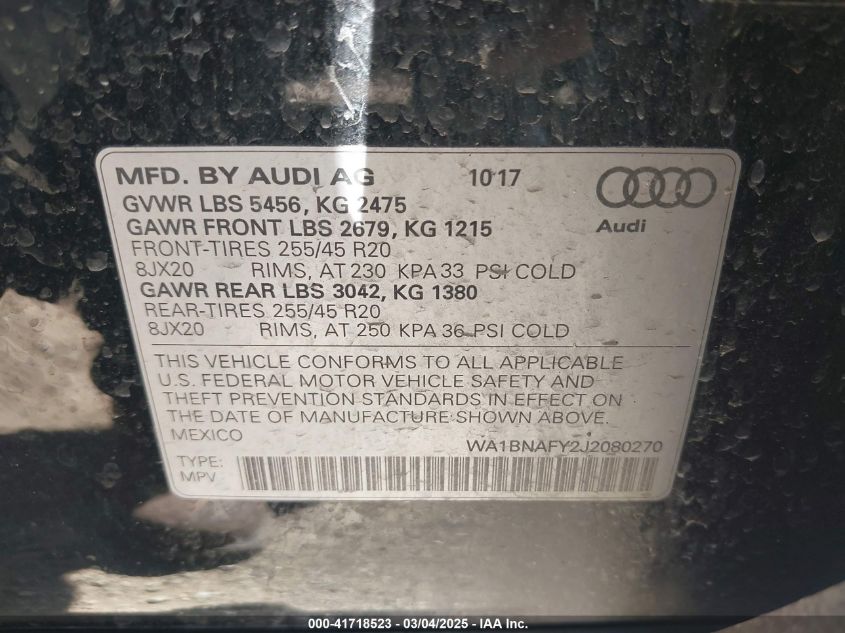 MFD. BY AUDI AG 10 17
GVWR LBS 5456, KG 2475
GAWR FRONT LBS 2679, KG 1215
Audi
FRONT-TIRES 255/45 R20
8JX20 RIMS, AT 230 KPA 33 PSI COLD
GAWR REAR LBS 3042, KG 1380
REAR-TIRES 255/45 R20
8JX20 RIMS, AT 250 KPA 36 PSI COLD
THIS VEHICLE CONFORMS TO ALL APPLICABLE
U.S. FEDERAL MOTOR VEHICLE SAFETY AND
THEFT PREVENTION STANDARDS IN EFFECT ON
THE DATE OF MANUFACTURE SHOWN ABOVE.
MEXICO WA1BNAFY2J2080270
TYPE:
MPV
000-41718523 - 03/04/2025 - IAA Inc.